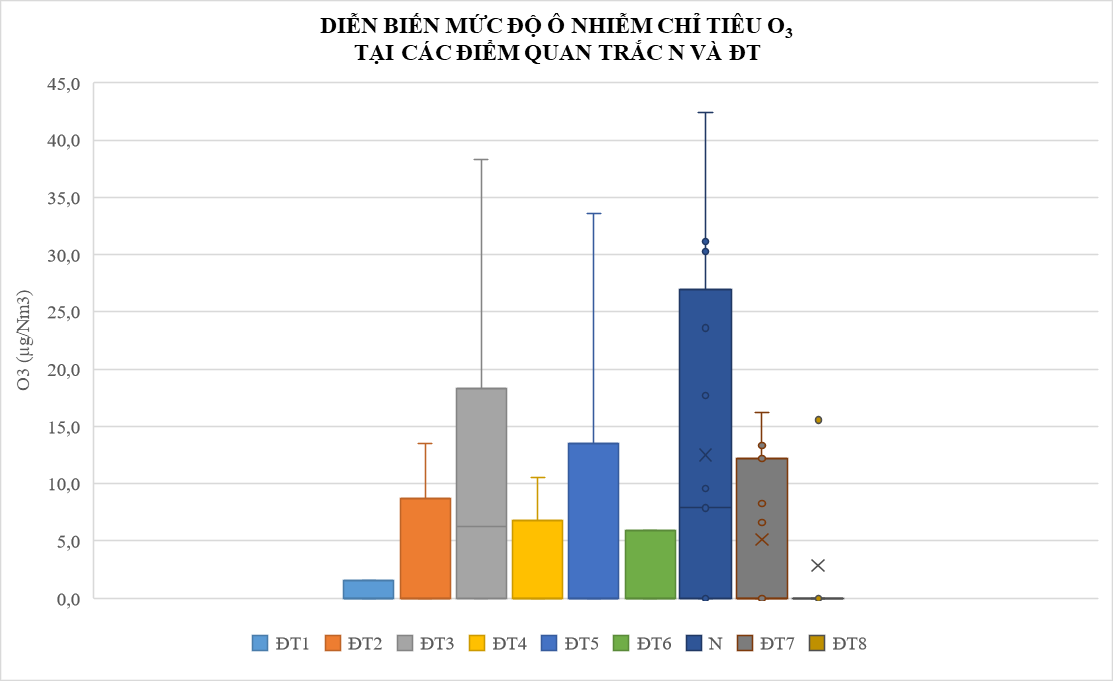 DIỄN BIẾN MỨC ĐỘ Ô NHIỄM CHỈ TIÊU O₃
TẠI CÁC ĐIỂM QUAN TRẮC N VÀ ĐT
45,0
40,0
35,0
30,0
25,0
20,0
15,0
10,0
5,0
0,0
O3 (µg/Nm3)
ĐT1 ĐT2 ĐT3 ĐT4 ĐT5 ĐT6 N ĐT7 ĐT8